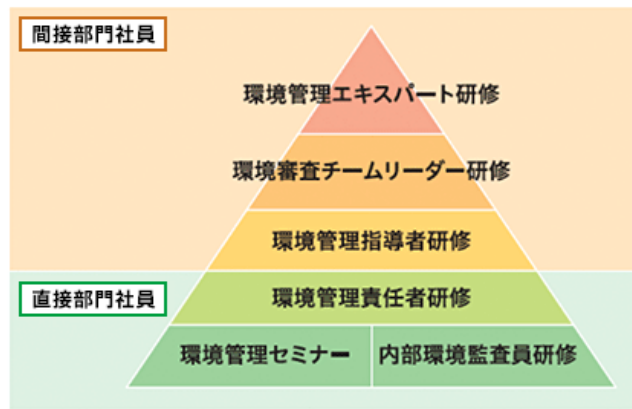 間接部門社員
環境管理エキスパート研修
環境審査チームリーダー研修
環境管理指導者研修
直接部門社員
環境管理責任者研修
環境管理セミナー
内部環境監査員研修